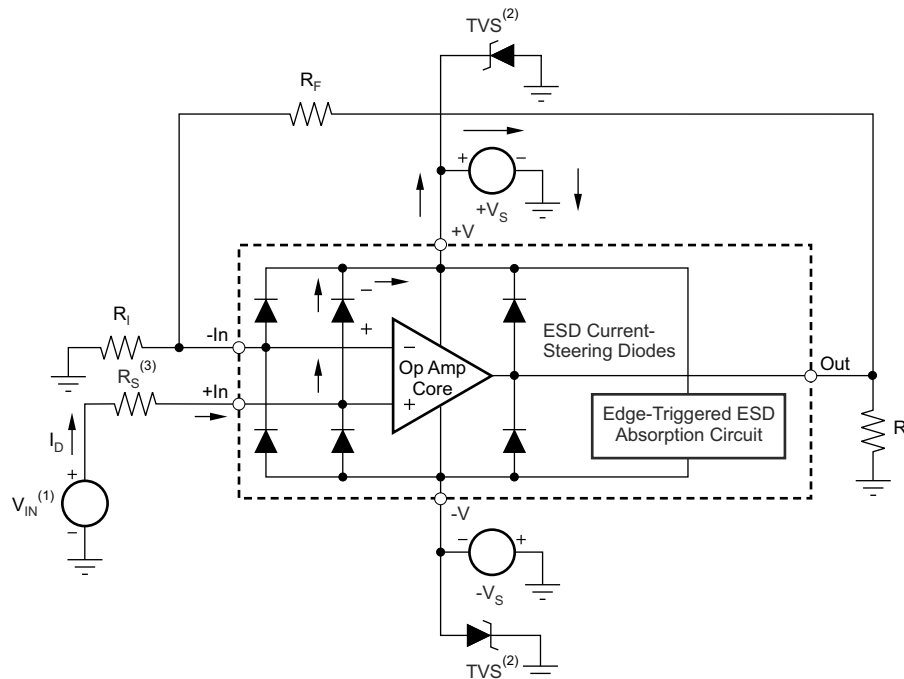 TVS(2)
RF
+ −
+VS
+V
RI
-In
−
+
ESD Current-
Steering Diodes
− Op Amp
Core
+
Out
RS(3)
+In
Edge-Triggered ESD
Absorption Circuit
R
ID
+
VIN(1)
−
-V
− +
-VS
TVS(2)